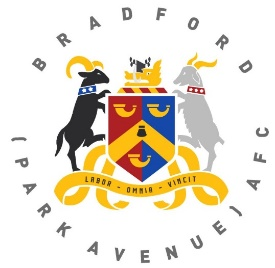 BRADFORD
(PARK AVENUE) AFC
LABOR - OMNIA - VINCIT